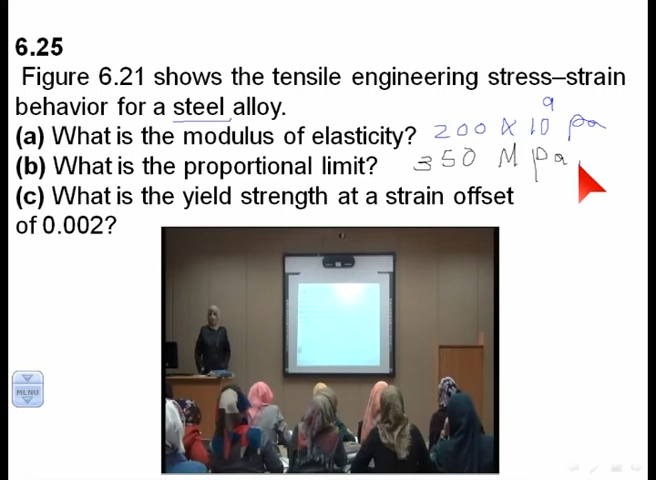 6.25
Figure 6.21 shows the tensile engineering stress–strain
behavior for a steel alloy.
(a) What is the modulus of elasticity? 200 x 10⁹ pa
(b) What is the proportional limit? 350 M pa
(c) What is the yield strength at a strain offset
of 0.002?
MENU